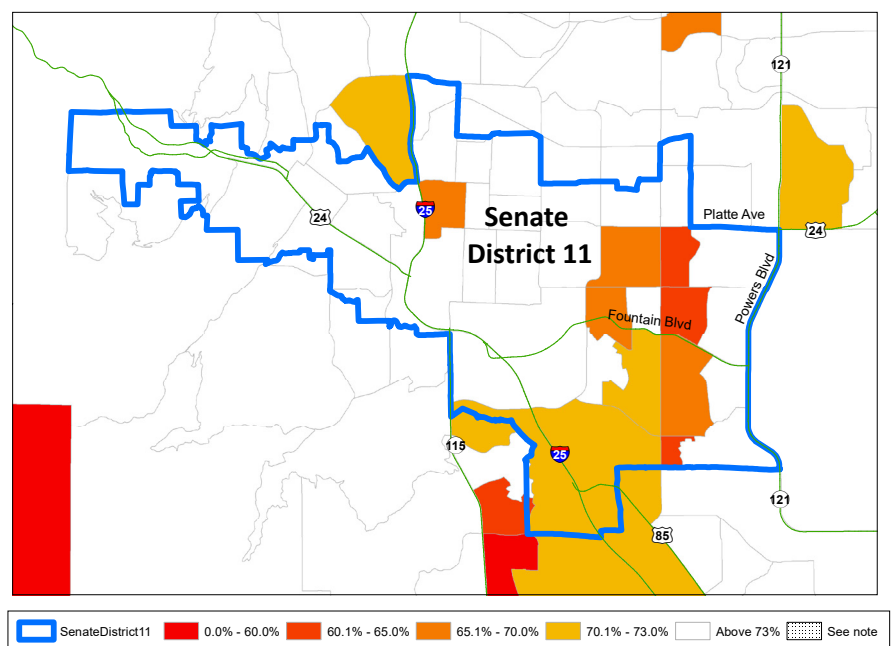 121
Platte Ave
24
25
24
Senate
District 11
Powers Blvd
Fountain Blvd
115
25
121
85
SenateDistrict11
0.0% - 60.0%
60.1% - 65.0%
65.1% - 70.0%
70.1% - 73.0%
Above 73%
See note